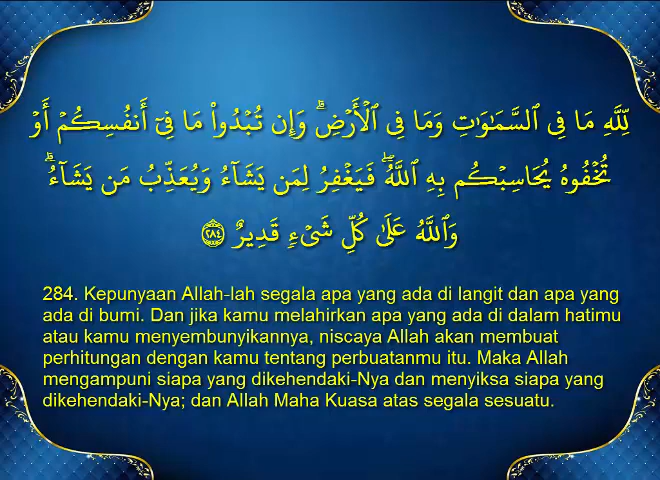 لِّلَّهِ مَا فِى ٱلسَّمَٰوَٰتِ وَمَا فِى ٱلْأَرْضِ ۗ وَإِن تُبْدُوا۟ مَا فِىٓ أَنفُسِكُمْ أَوْ
تُخْفُوهُ يُحَاسِبْكُم بِهِ ٱللَّهُ ۖ فَيَغْفِرُ لِمَن يَشَآءُ وَيُعَذِّبُ مَن يَشَآءُ ۗ
وَٱللَّهُ عَلَىٰ كُلِّ شَىْءٍ قَدِيرٌ ﴿٢٨٤﴾
284. Kepunyaan Allah-lah segala apa yang ada di langit dan apa yang
ada di bumi. Dan jika kamu melahirkan apa yang ada di dalam hatimu
atau kamu menyembunyikannya, niscaya Allah akan membuat
perhitungan dengan kamu tentang perbuatanmu itu. Maka Allah
mengampuni siapa yang dikehendaki-Nya dan menyiksa siapa yang
dikehendaki-Nya; dan Allah Maha Kuasa atas segala sesuatu.